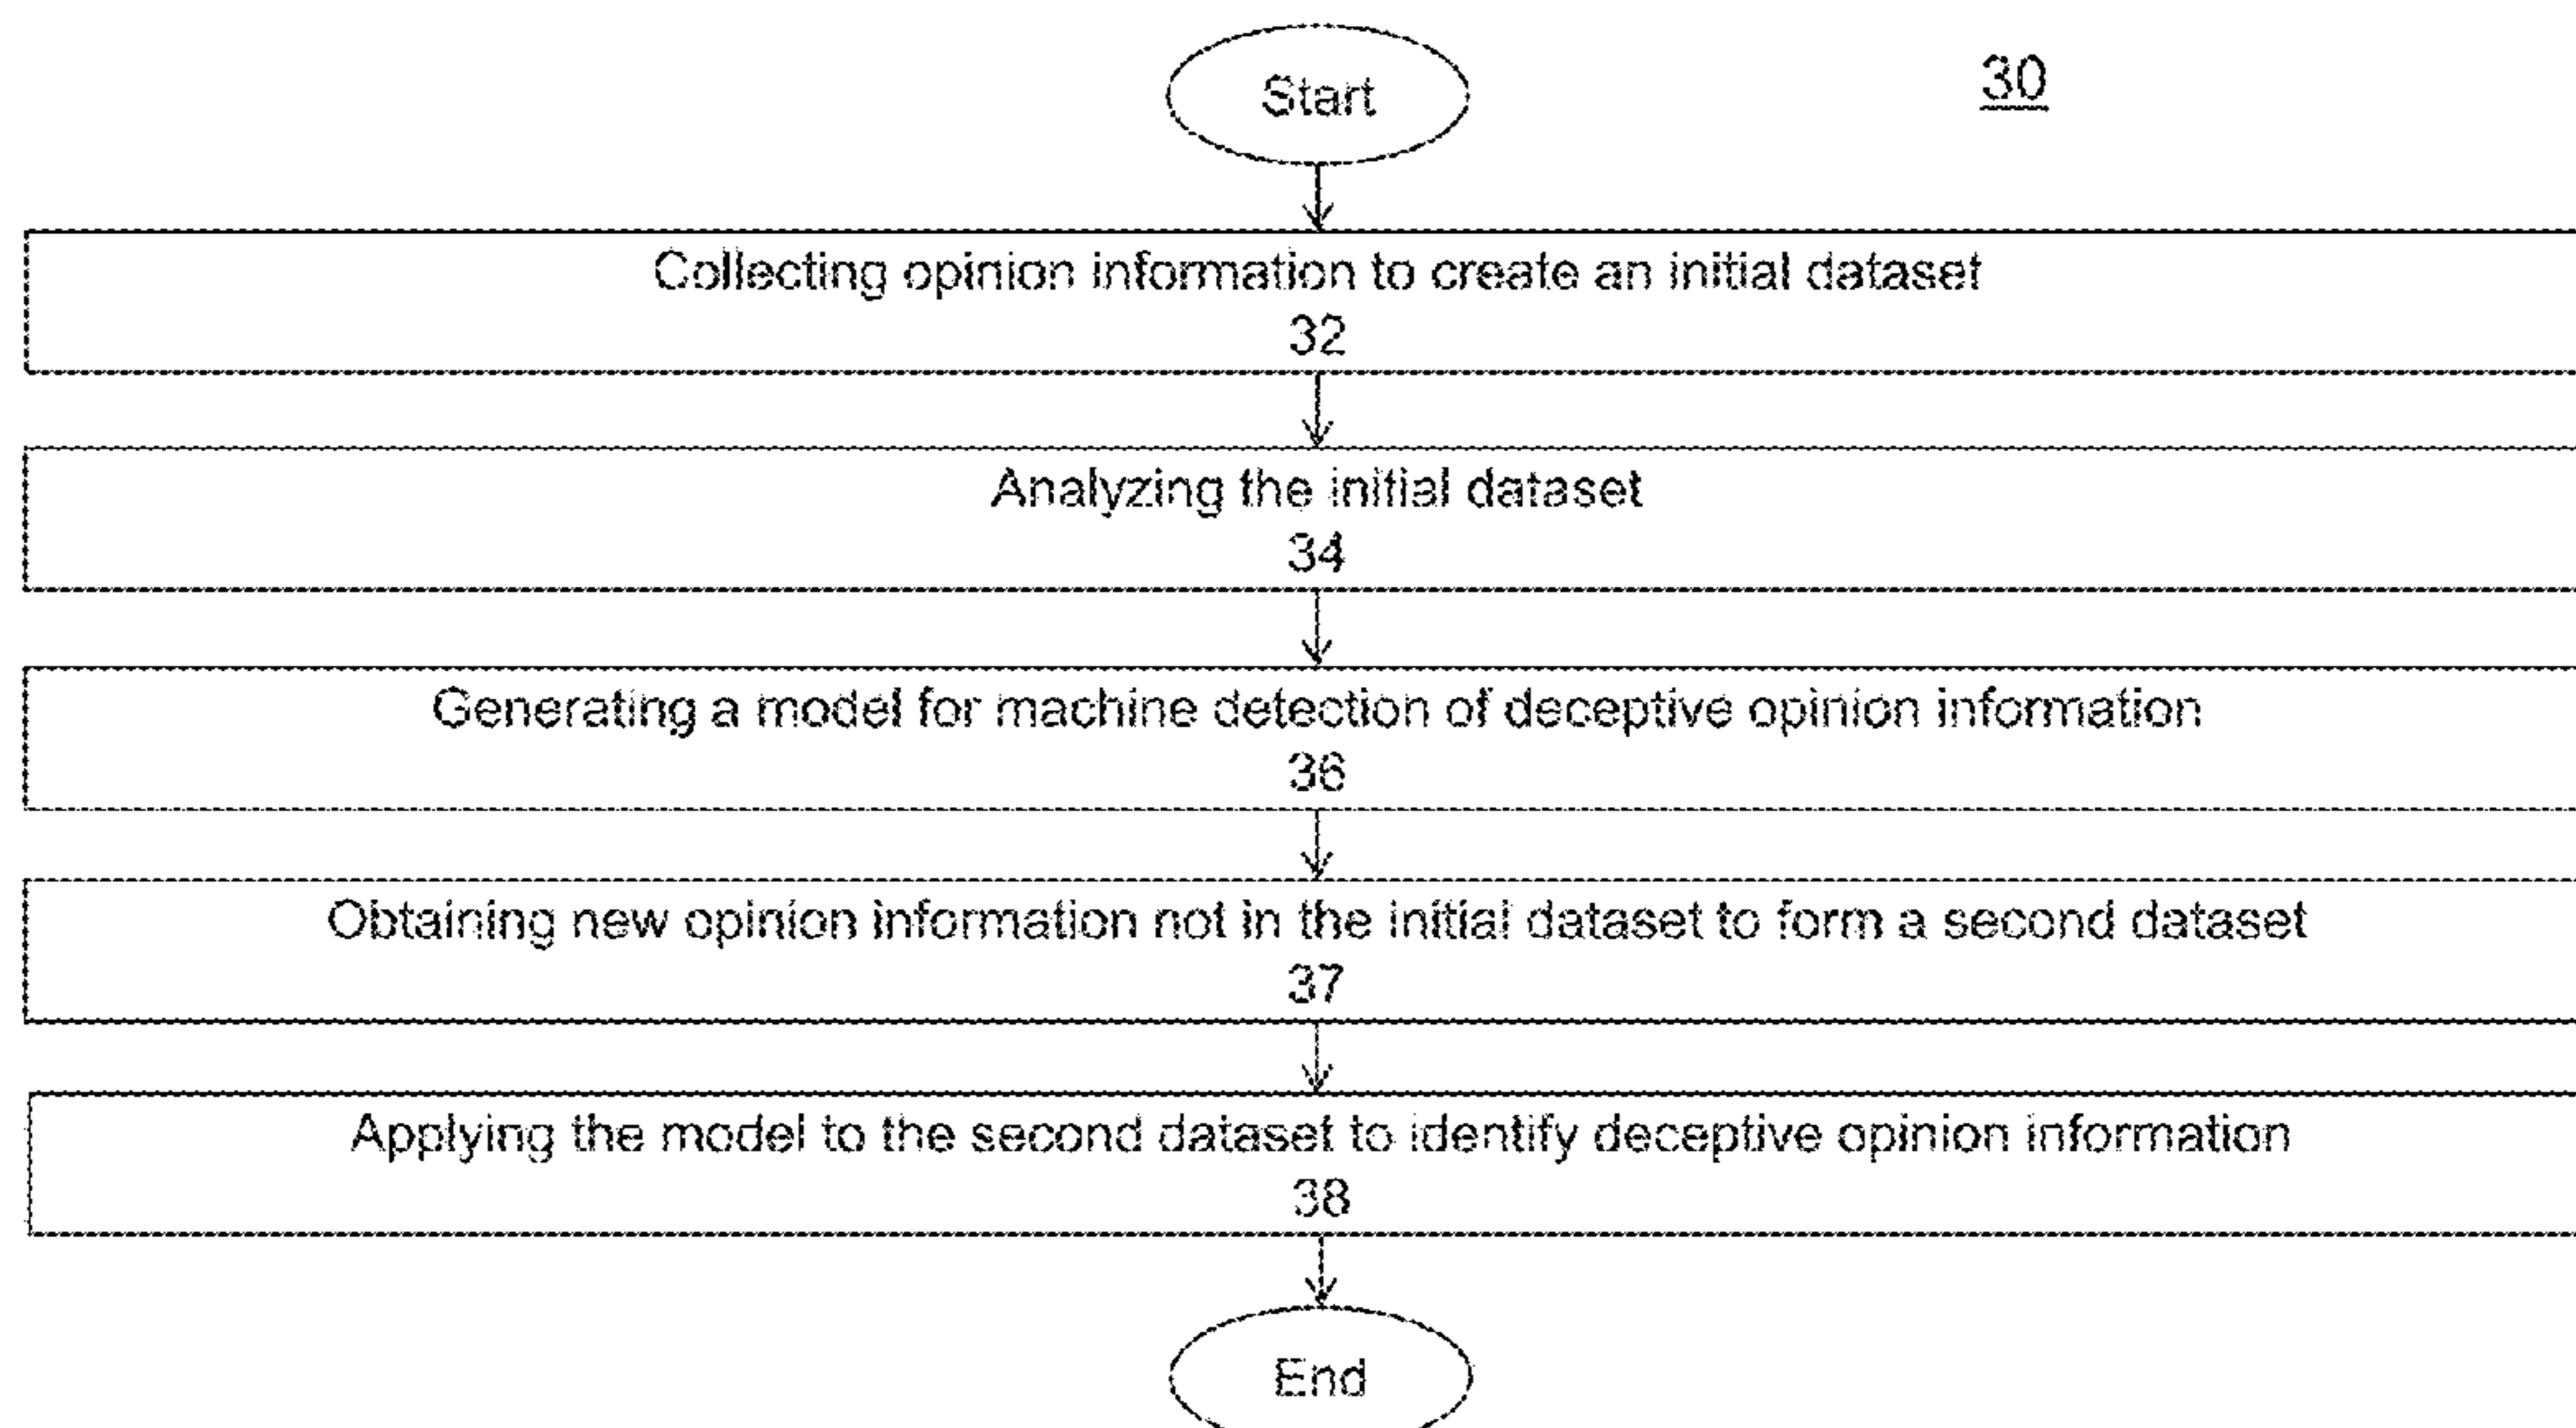 Start
30
Collecting opinion information to create an initial dataset
32
Analyzing the initial dataset
34
Generating a model for machine detection of deceptive opinion information
36
Obtaining new opinion information not in the initial dataset to form a second dataset
37
Applying the model to the second dataset to identify deceptive opinion information
38
End